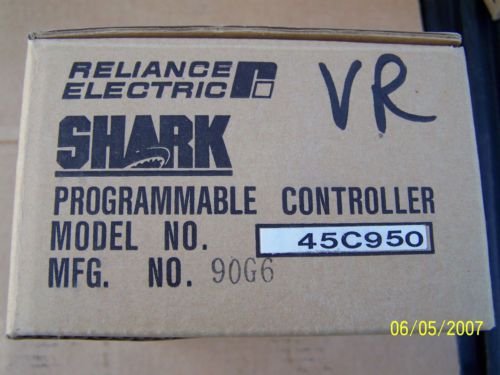 RELIANCE
ELECTRIC
VR
SHARK
PROGRAMMABLE CONTROLLER
MODEL NO. 45C950
MFG. NO. 90G6
06/05/2007